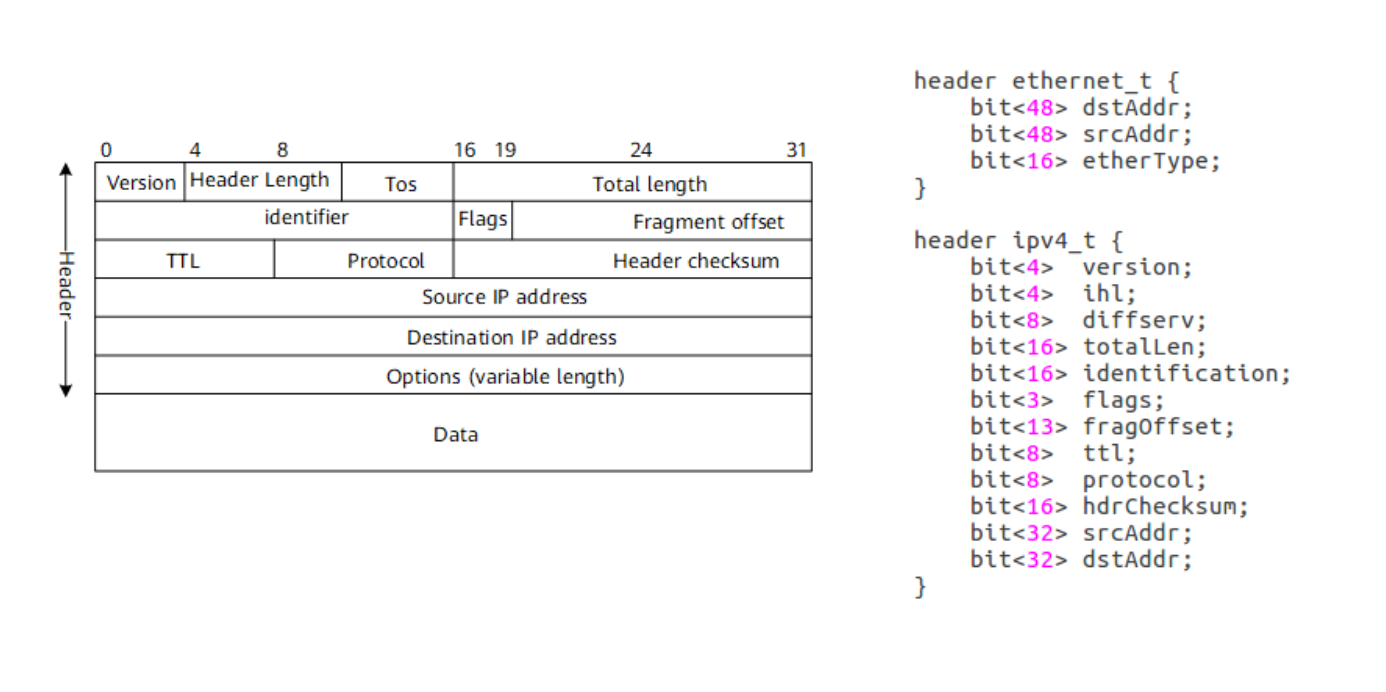 0 4 8 16 19 24 31
Version Header Length Tos Total length
identifier Flags Fragment offset
TTL Protocol Header checksum
Source IP address
Destination IP address
Options (variable length)
Data
Header
header ethernet_t {
bit<48> dstAddr;
bit<48> srcAddr;
bit<16> etherType;
}
header ipv4_t {
bit<4> version;
bit<4> ihl;
bit<8> diffserv;
bit<16> totalLen;
bit<16> identification;
bit<3> flags;
bit<13> fragOffset;
bit<8> ttl;
bit<8> protocol;
bit<16> hdrChecksum;
bit<32> srcAddr;
bit<32> dstAddr;
}